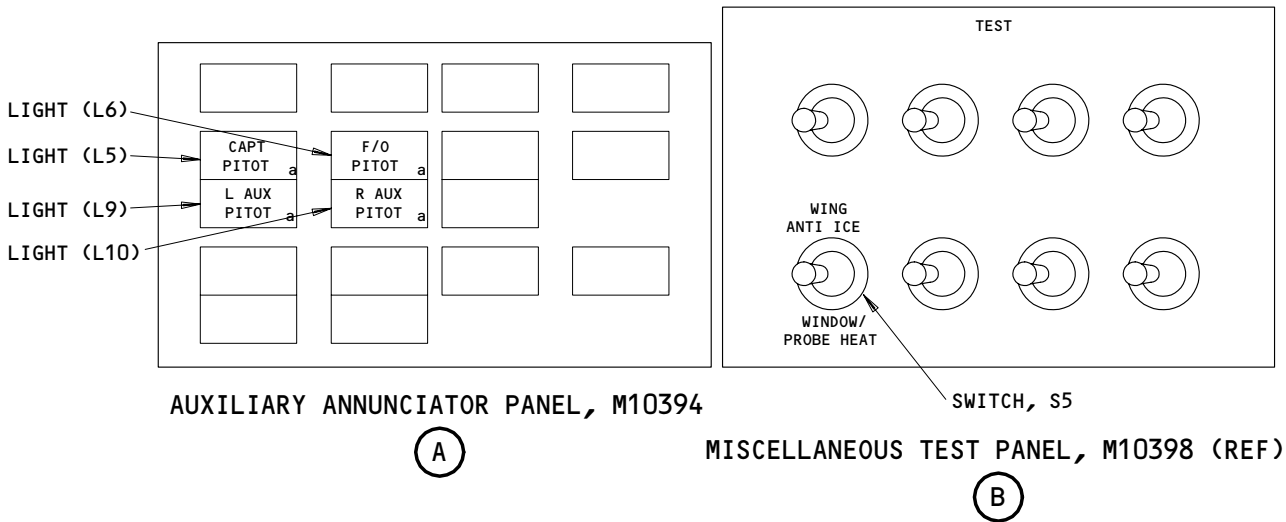 LIGHT (L6)
LIGHT (L5)
LIGHT (L9)
LIGHT (L10)
CAPT
PITOT a
F/O
PITOT a
L AUX
PITOT a
R AUX
PITOT a
AUXILIARY ANNUNCIATOR PANEL, M10394
A
TEST
WING
ANTI ICE
WINDOW/
PROBE HEAT
SWITCH, S5
MISCELLANEOUS TEST PANEL, M10398 (REF)
B